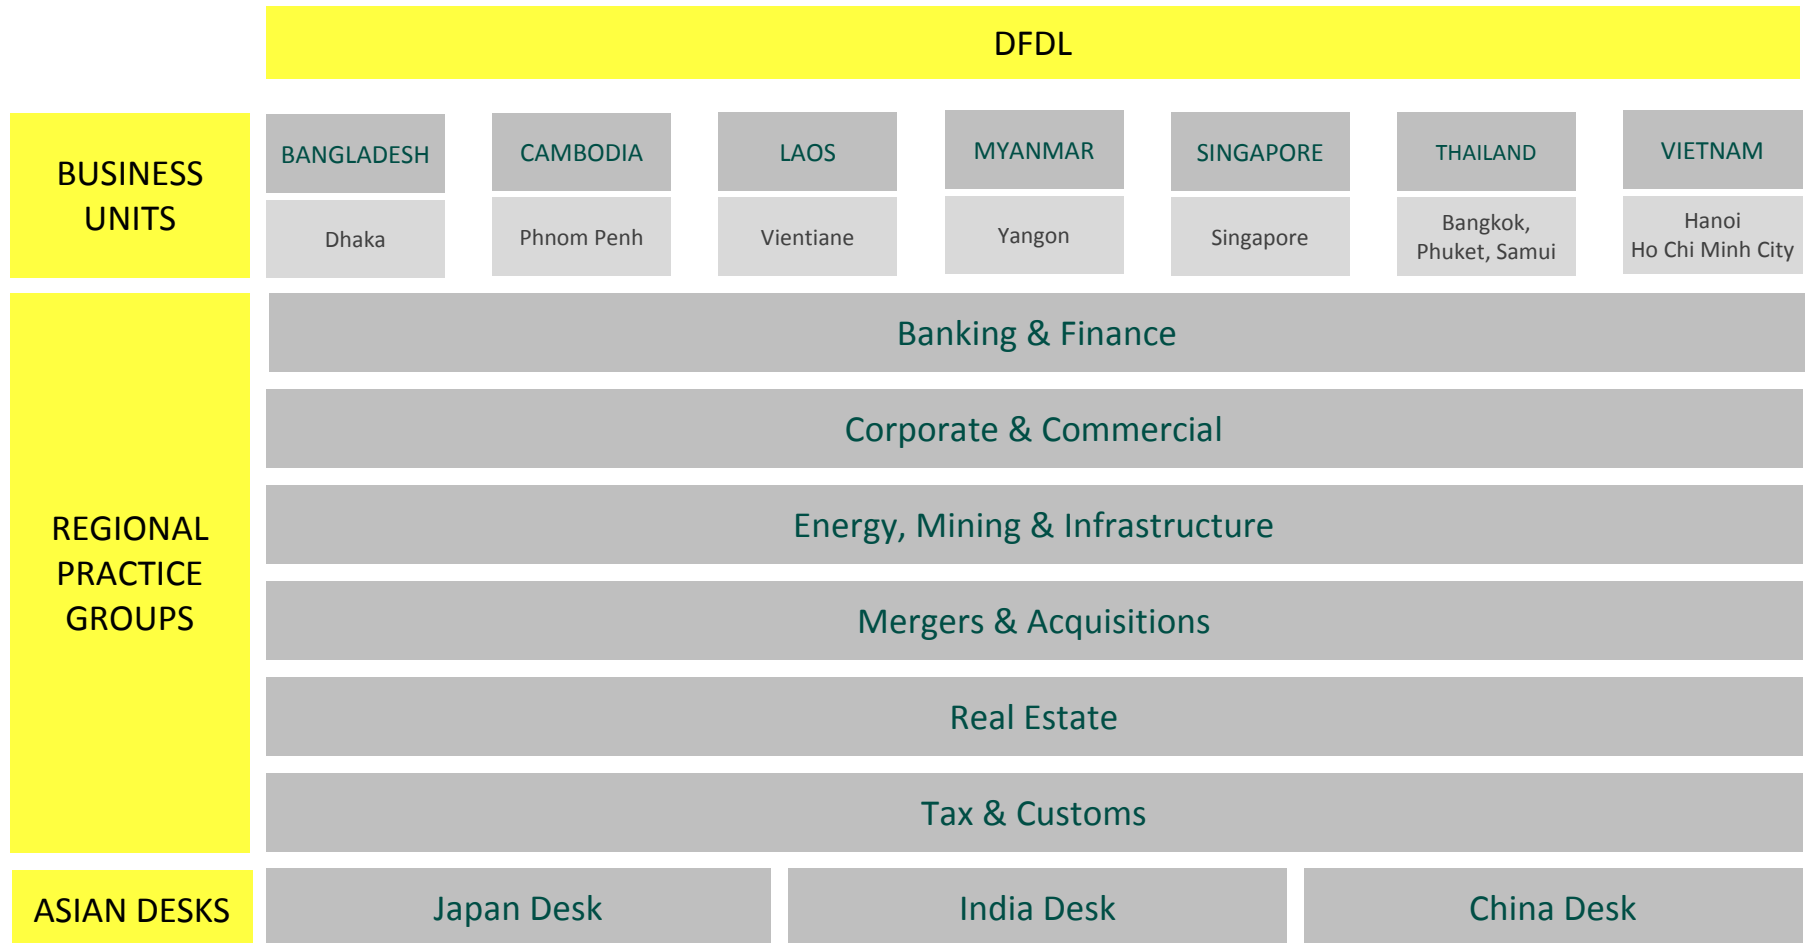 DFDL
BUSINESS
UNITS
BANGLADESH
CAMBODIA
LAOS
MYANMAR
SINGAPORE
THAILAND
VIETNAM
Dhaka
Phnom Penh
Vientiane
Yangon
Singapore
Bangkok,
Phuket, Samui
Hanoi
Ho Chi Minh City
REGIONAL
PRACTICE
GROUPS
Banking & Finance
Corporate & Commercial
Energy, Mining & Infrastructure
Mergers & Acquisitions
Real Estate
Tax & Customs
ASIAN DESKS
Japan Desk
India Desk
China Desk